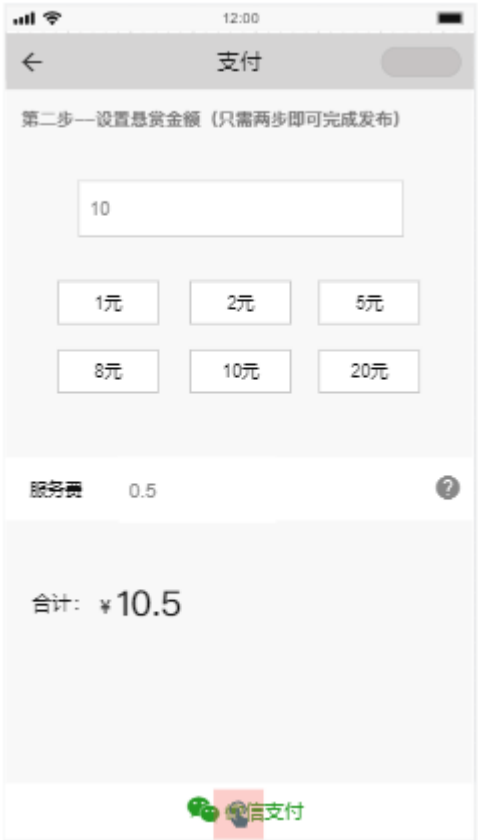 12:00
支付
第二步—设置悬赏金额（只需两步即可完成发布）
10
1元 2元 5元
8元 10元 20元
服务费 0.5 ?
合计： ¥10.5
信支付